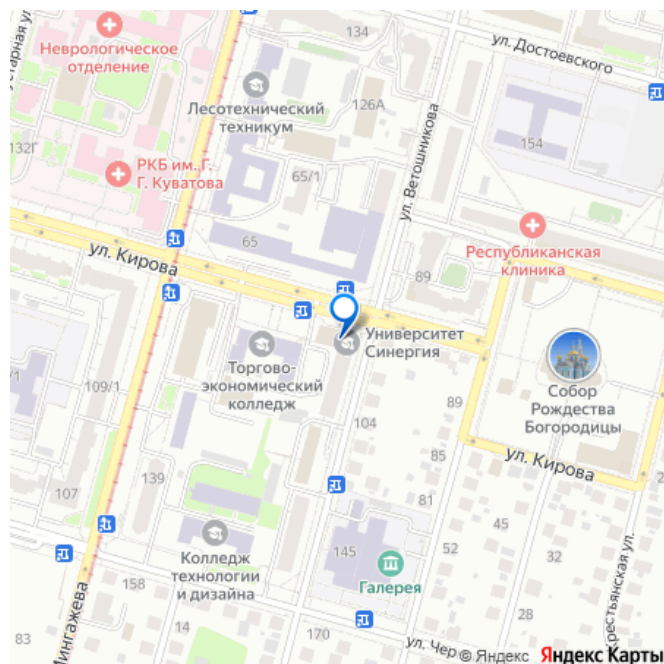 Неврологическое
отделение
134
ул. Достоевского
Лесотехнический
техникум
126А
ул. Ветошникова
154
132Г
РКБ им. Г.
Г. Куватова
65/1
65
ул. Кирова
Республиканская
клиника
89
Университет
Синергия
Торгово-
экономический
колледж
109/1
Собор
Рождества
Богородицы
104
89
ул. Кирова
139
85
107
81
45
Колледж
технологии
и дизайна
145
52
32
Галерея
158
28
14
83
170
ул. Чер
© Яндекс
Яндекс Карты